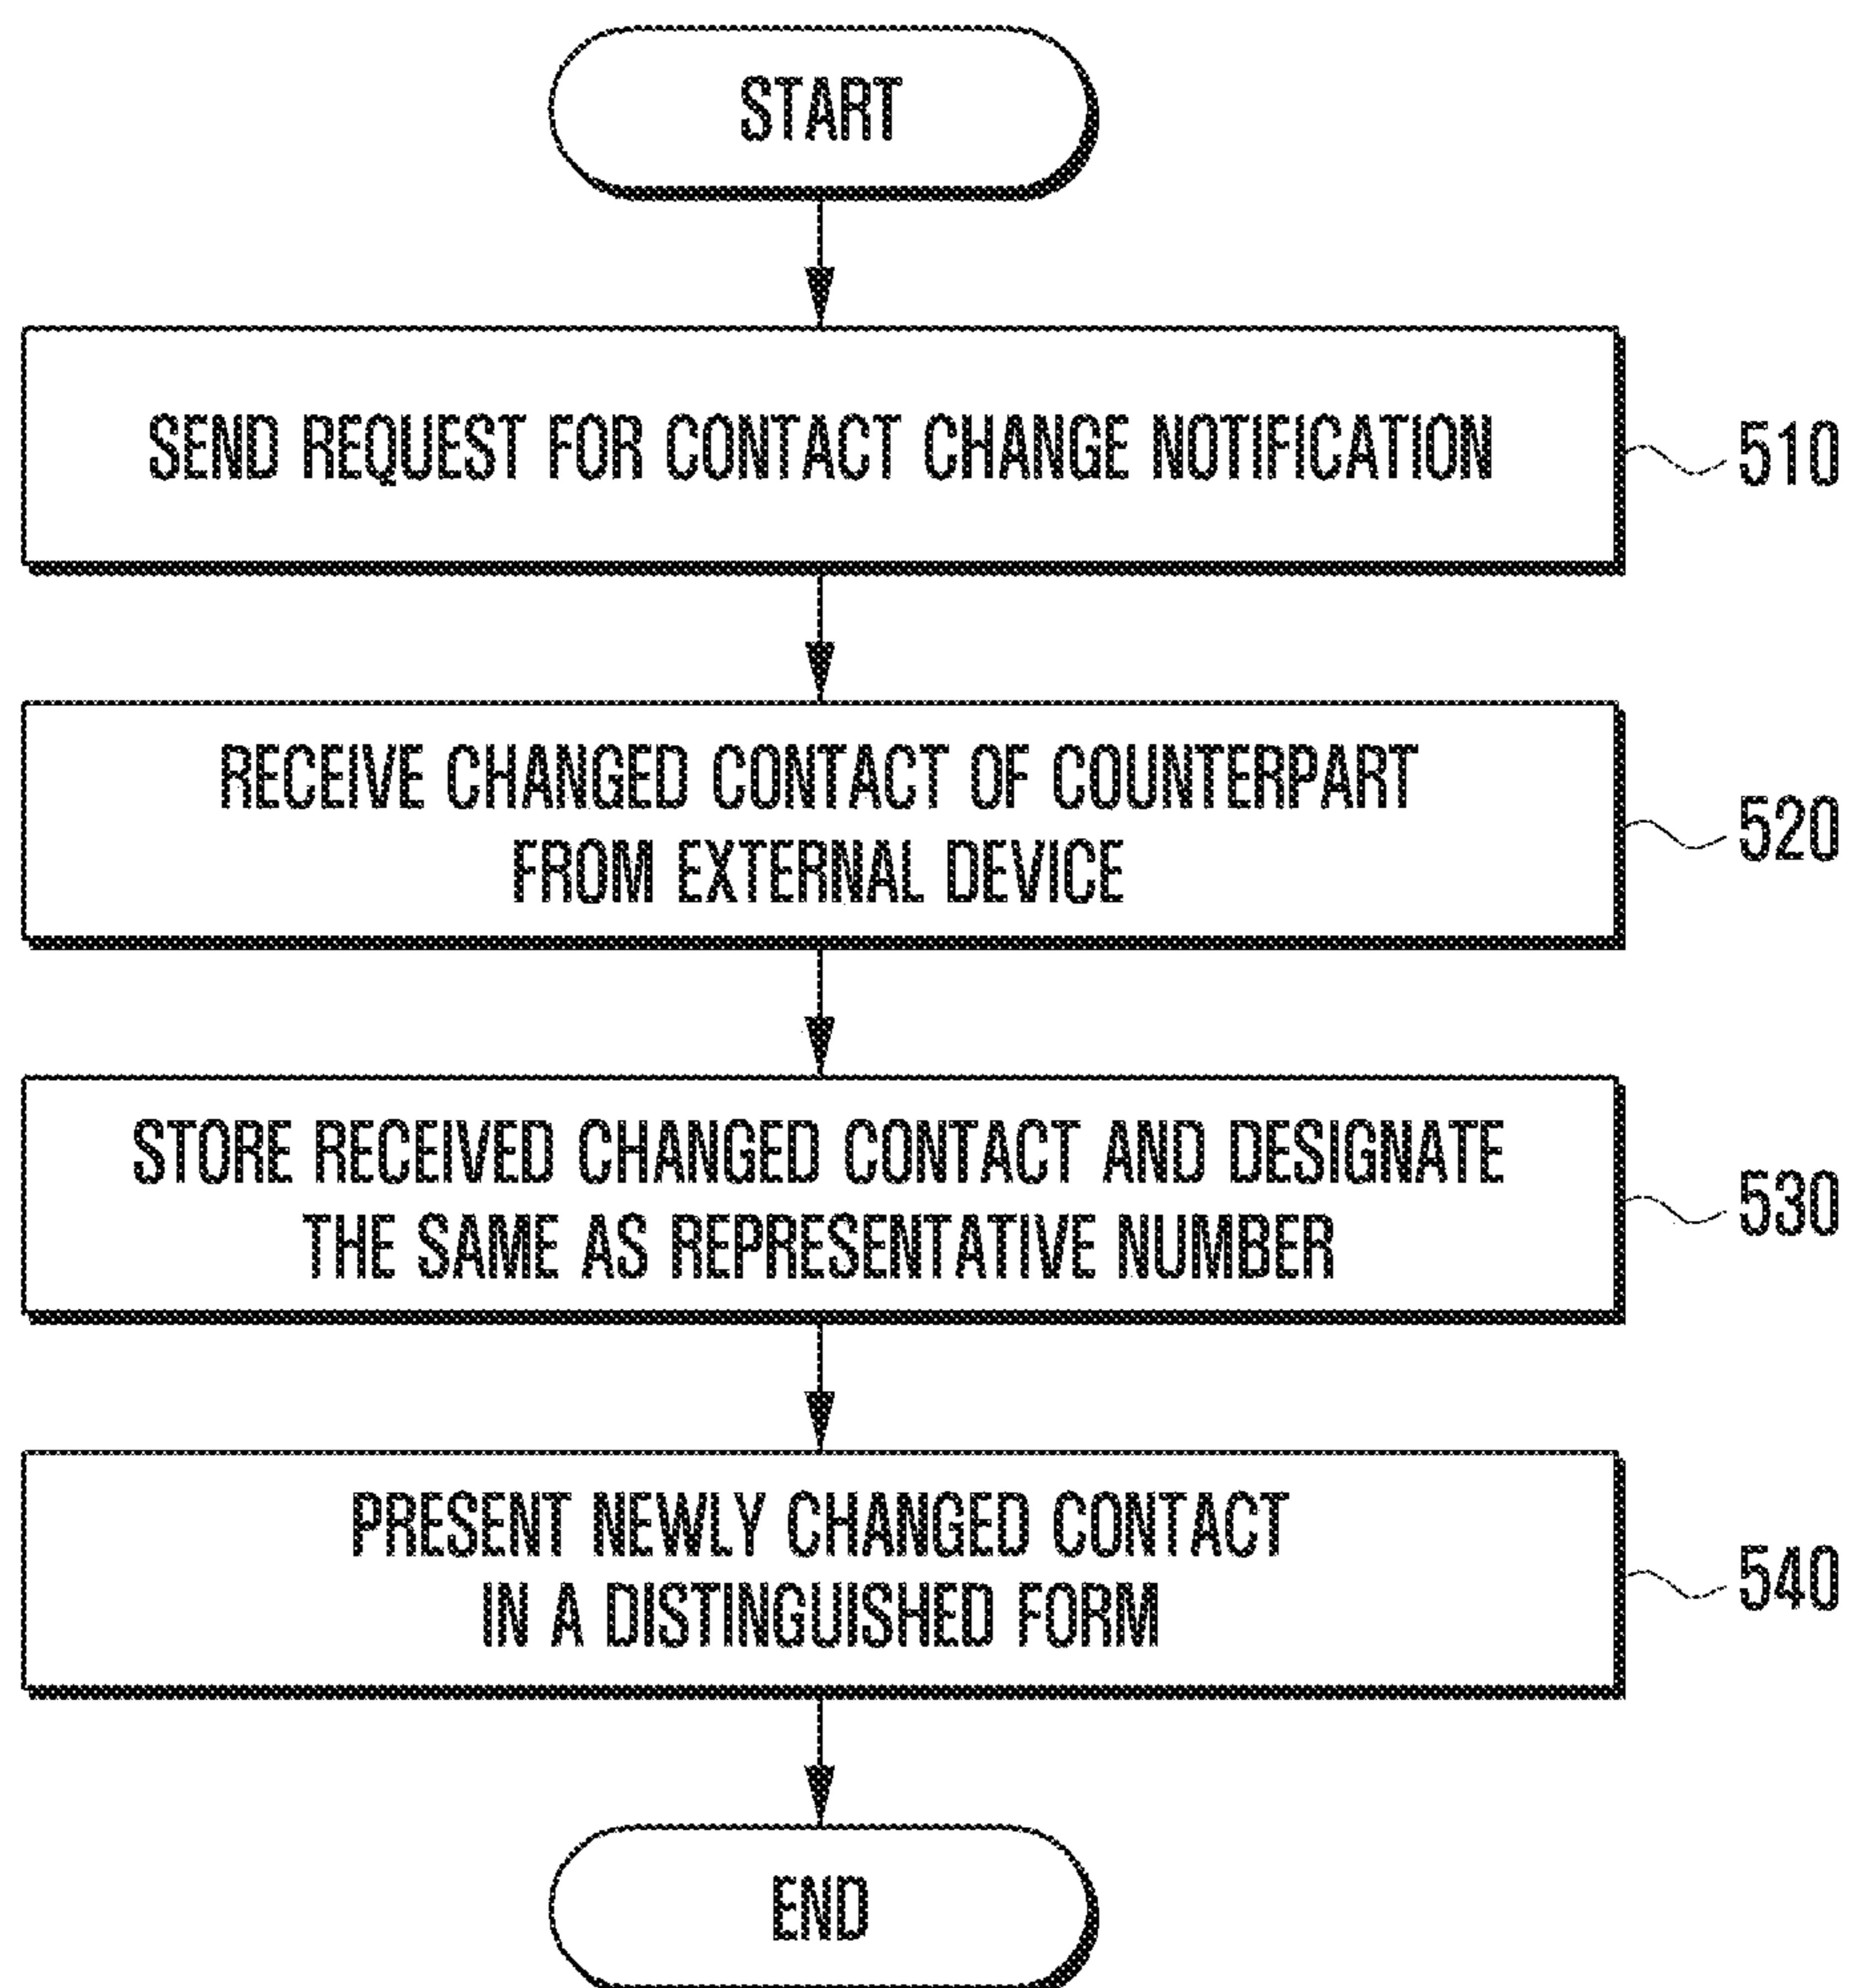 START
SEND REQUEST FOR CONTACT CHANGE NOTIFICATION
510
RECEIVE CHANGED CONTACT OF COUNTERPART
FROM EXTERNAL DEVICE
520
STORE RECEIVED CHANGED CONTACT AND DESIGNATE
THE SAME AS REPRESENTATIVE NUMBER
530
PRESENT NEWLY CHANGED CONTACT
IN A DISTINGUISHED FORM
540
END